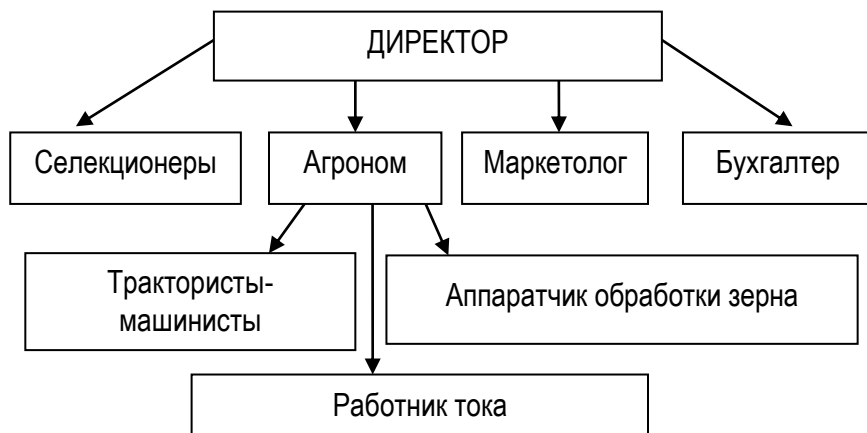 ДИРЕКТОР
Селекционеры
Агроном
Маркетолог
Бухгалтер
Трактористы-
машинисты
Аппаратчик обработки зерна
Работник тока